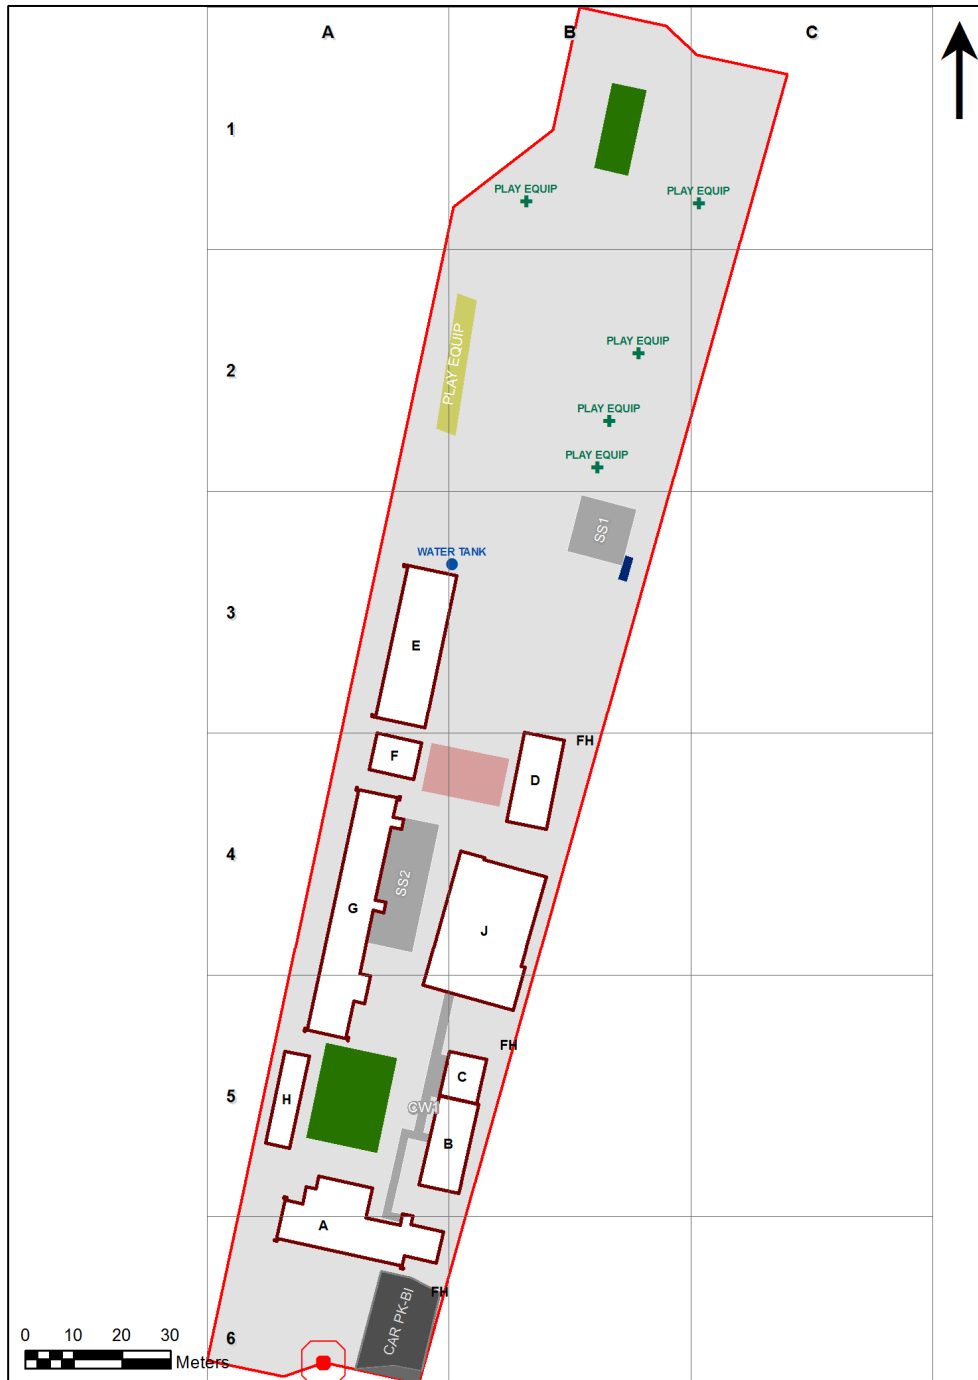 A B C
1
PLAY EQUIP PLAY EQUIP
2
PLAY EQUIP
PLAY EQUIP
PLAY EQUIP
PLAY EQUIP
SS1
WATER TANK
3
E
FH
F
D
4
SS2
G
J
FH
C
5
H
CW1
B
A
FH
CAR PK-BI
0 10 20 30
6
Meters